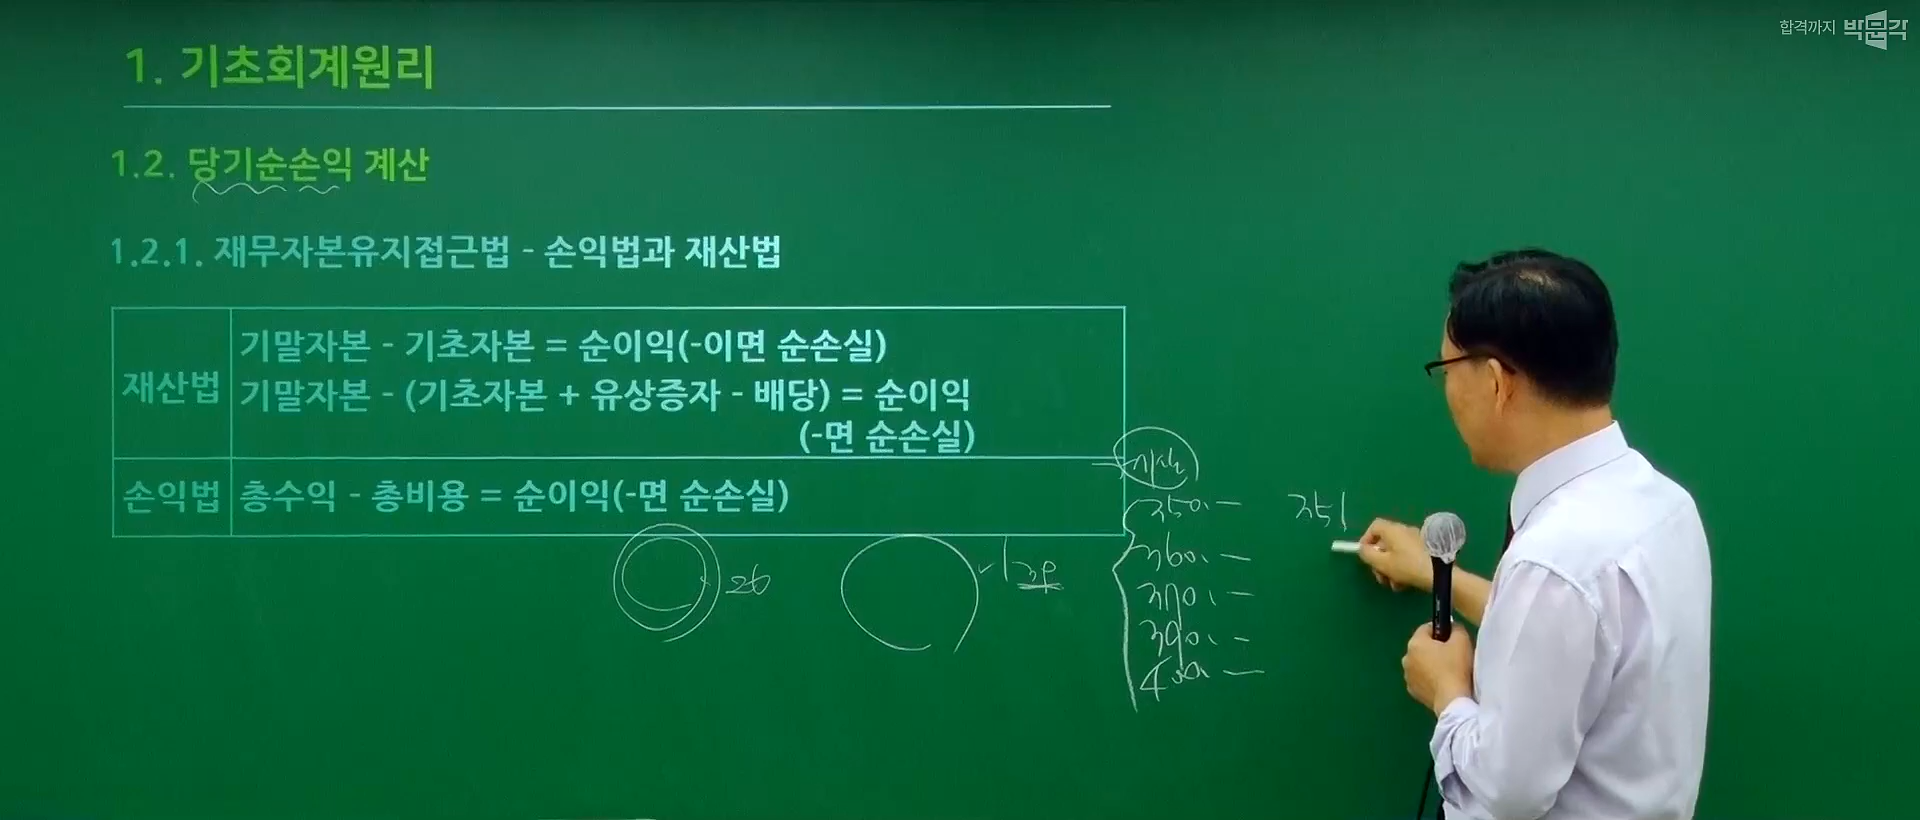 합격까지 박문각
1. 기초회계원리
1.2. 당기순손익 계산
1.2.1. 재무자본유지접근법 - 손익법과 재산법
재산법
기말자본 - 기초자본 = 순이익(-이면 순손실)
기말자본 - (기초자본 + 유상증자 - 배당) = 순이익
(-면 순손실)
손익법
총수익 - 총비용 = 순이익(-면 순손실)